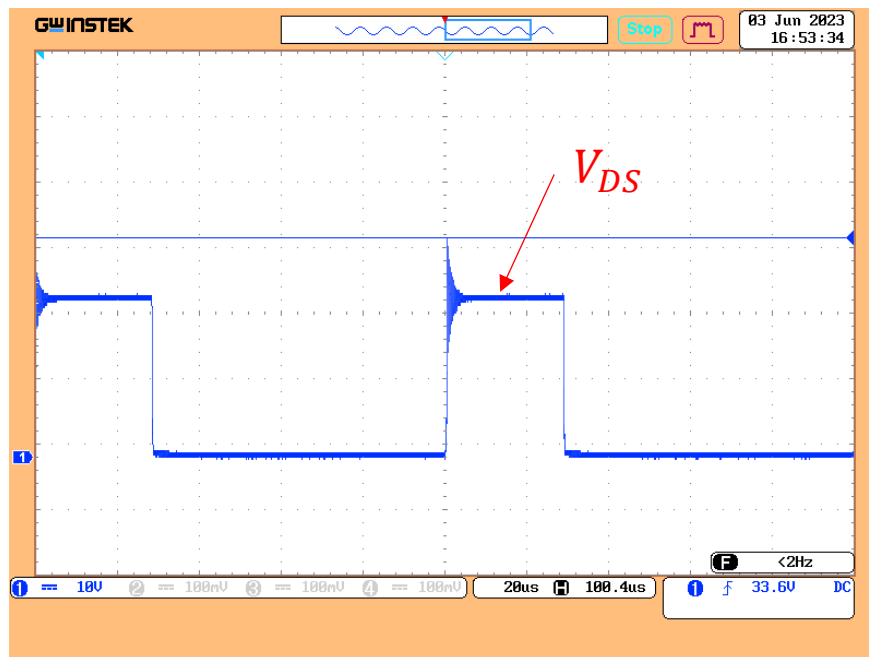 GWINSTEK
Stop
03 Jun 2023
16:53:34
V_DS
1
F <2Hz
1 10V 2 100mV 3 100mV 4 100mV 20us H 100.4us 1 33.6V DC